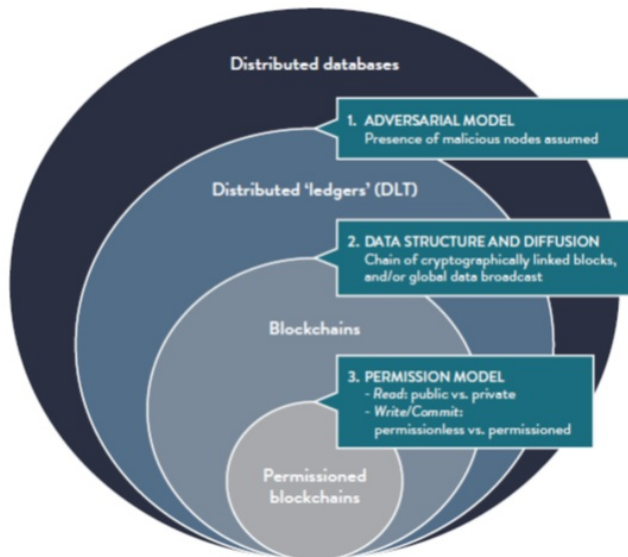 Distributed databases
1. ADVERSARIAL MODEL
Presence of malicious nodes assumed
Distributed ‘ledgers’ (DLT)
2. DATA STRUCTURE AND DIFFUSION
Chain of cryptographically linked blocks,
and/or global data broadcast
Blockchains
3. PERMISSION MODEL
- Read: public vs. private
- Write/Commit:
permissionless vs. permissioned
Permissioned
blockchains